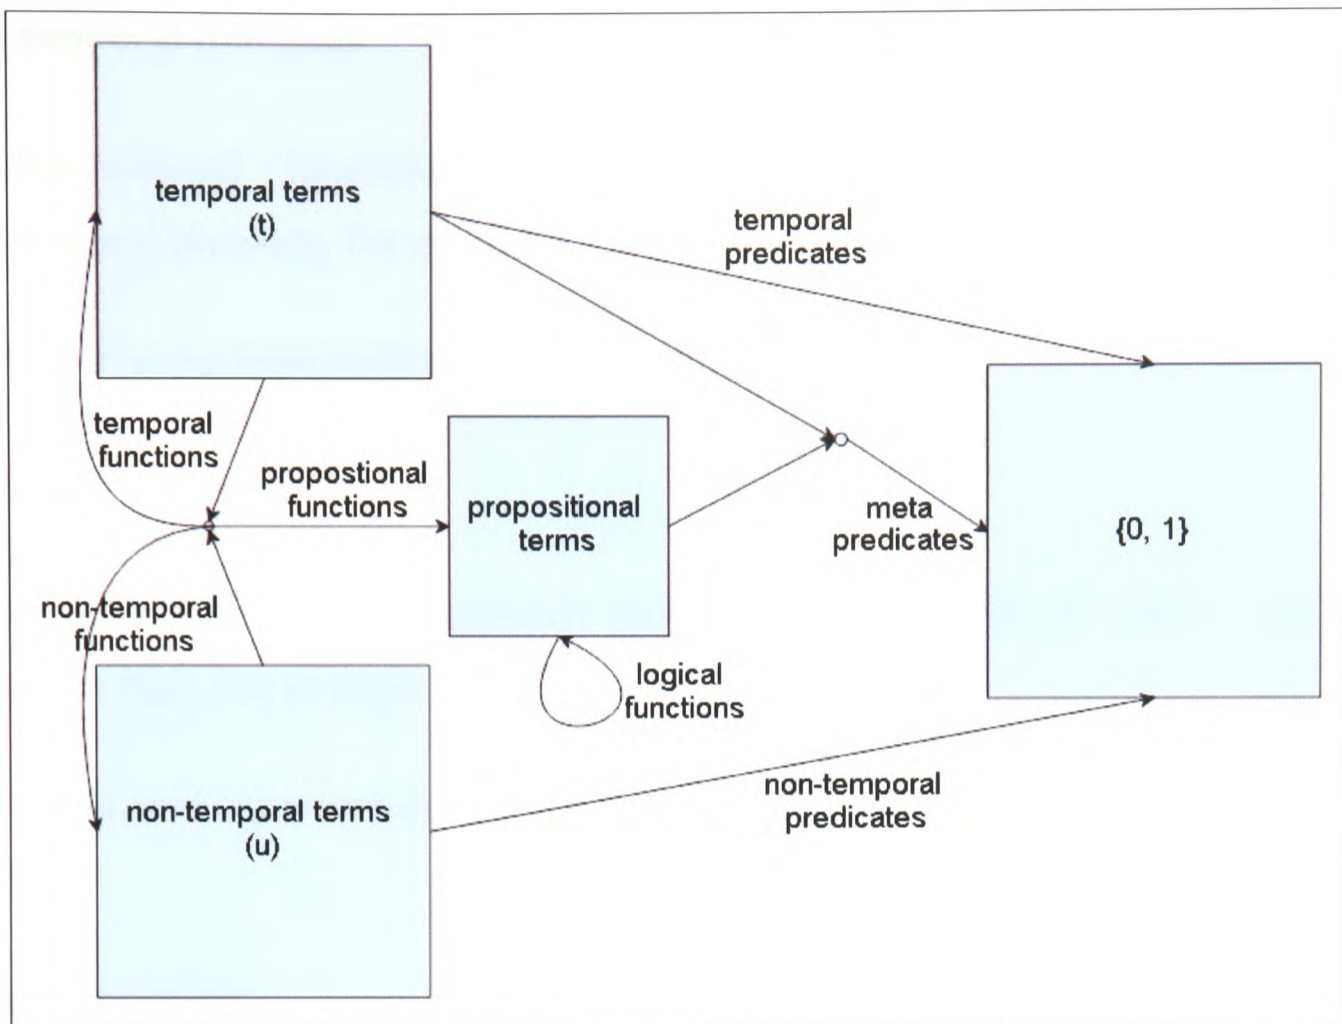 temporal terms
(t)
temporal
predicates
temporal
functions
propostional
functions
propositional
terms
meta
predicates
{0, 1}
non-temporal
functions
logical
functions
non-temporal terms
(u)
non-temporal
predicates